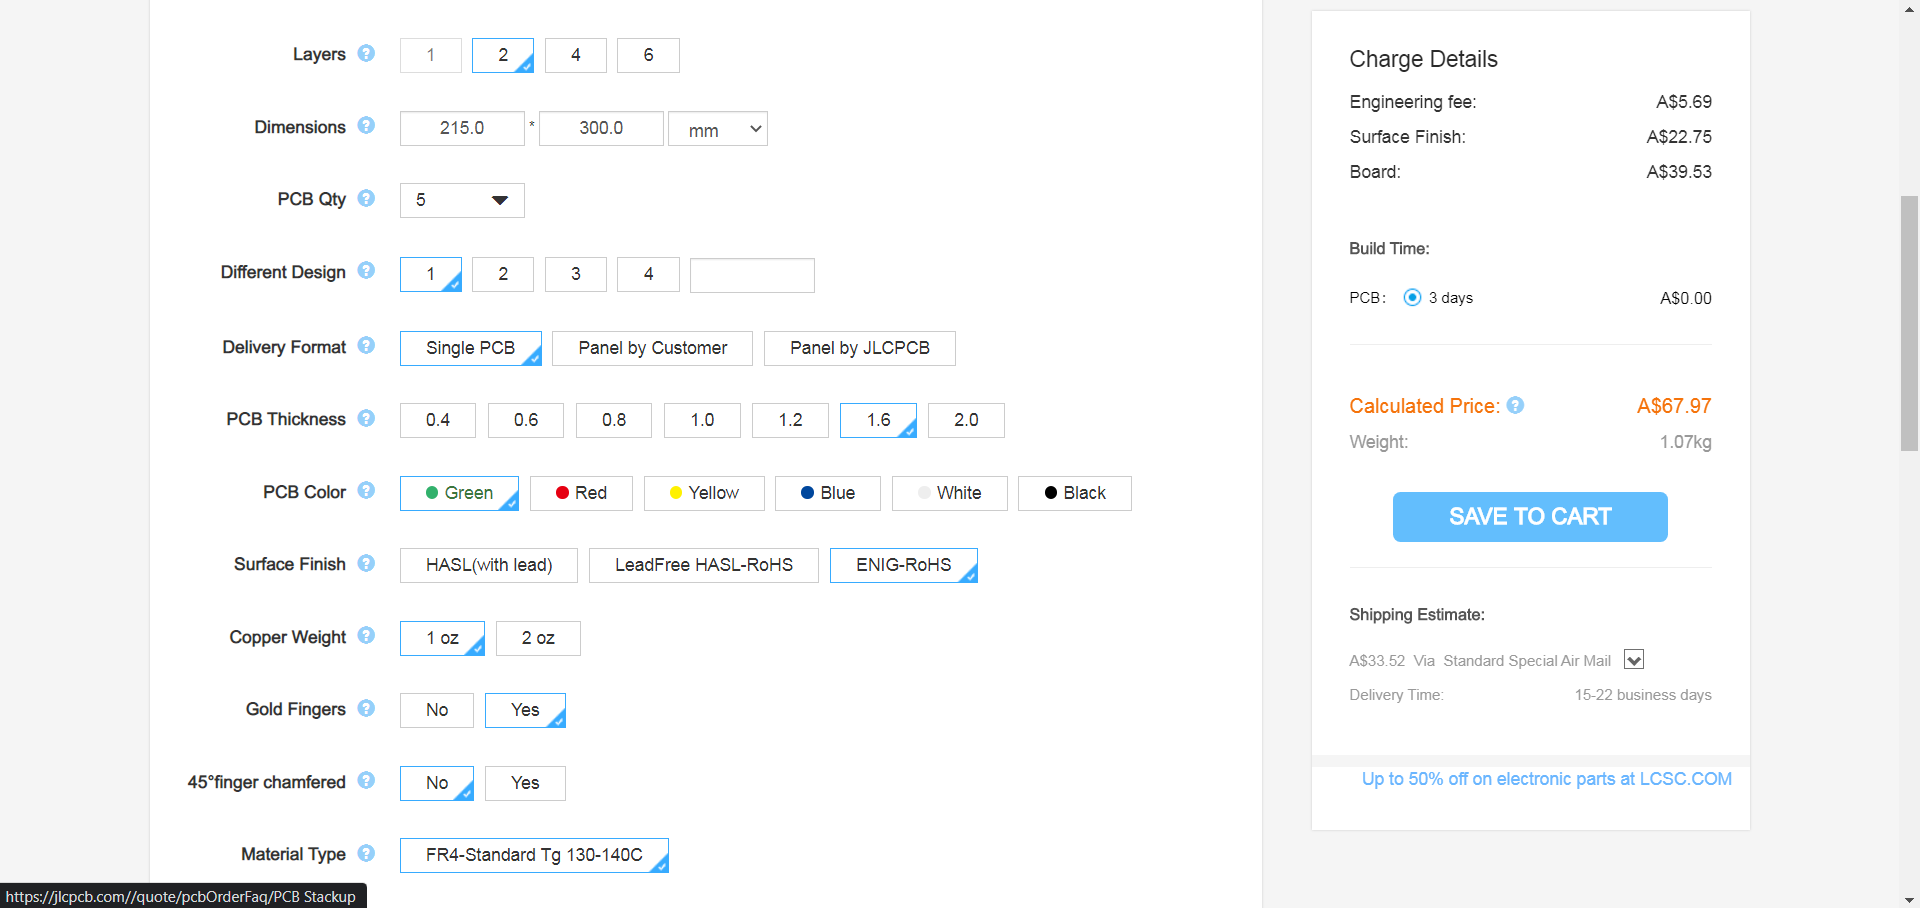 Layers ? 1 2 4 6
Dimensions ? 215.0 * 300.0 mm
PCB Qty ? 5
Different Design ? 1 2 3 4
Delivery Format ? Single PCB Panel by Customer Panel by JLCPCB
PCB Thickness ? 0.4 0.6 0.8 1.0 1.2 1.6 2.0
PCB Color ? Green Red Yellow Blue White Black
Surface Finish ? HASL(with lead) LeadFree HASL-RoHS ENIG-RoHS
Copper Weight ? 1 oz 2 oz
Gold Fingers ? No Yes
45°finger chamfered ? No Yes
Material Type ? FR4-Standard Tg 130-140C
https://jlcpcb.com//quote/pcbOrderFaq/PCB Stackup
Charge Details
Engineering fee: A$5.69
Surface Finish: A$22.75
Board: A$39.53
Build Time:
PCB: 3 days A$0.00
Calculated Price: ? A$67.97
Weight: 1.07kg
SAVE TO CART
Shipping Estimate:
A$33.52 Via Standard Special Air Mail
Delivery Time: 15-22 business days
Up to 50% off on electronic parts at LCSC.COM